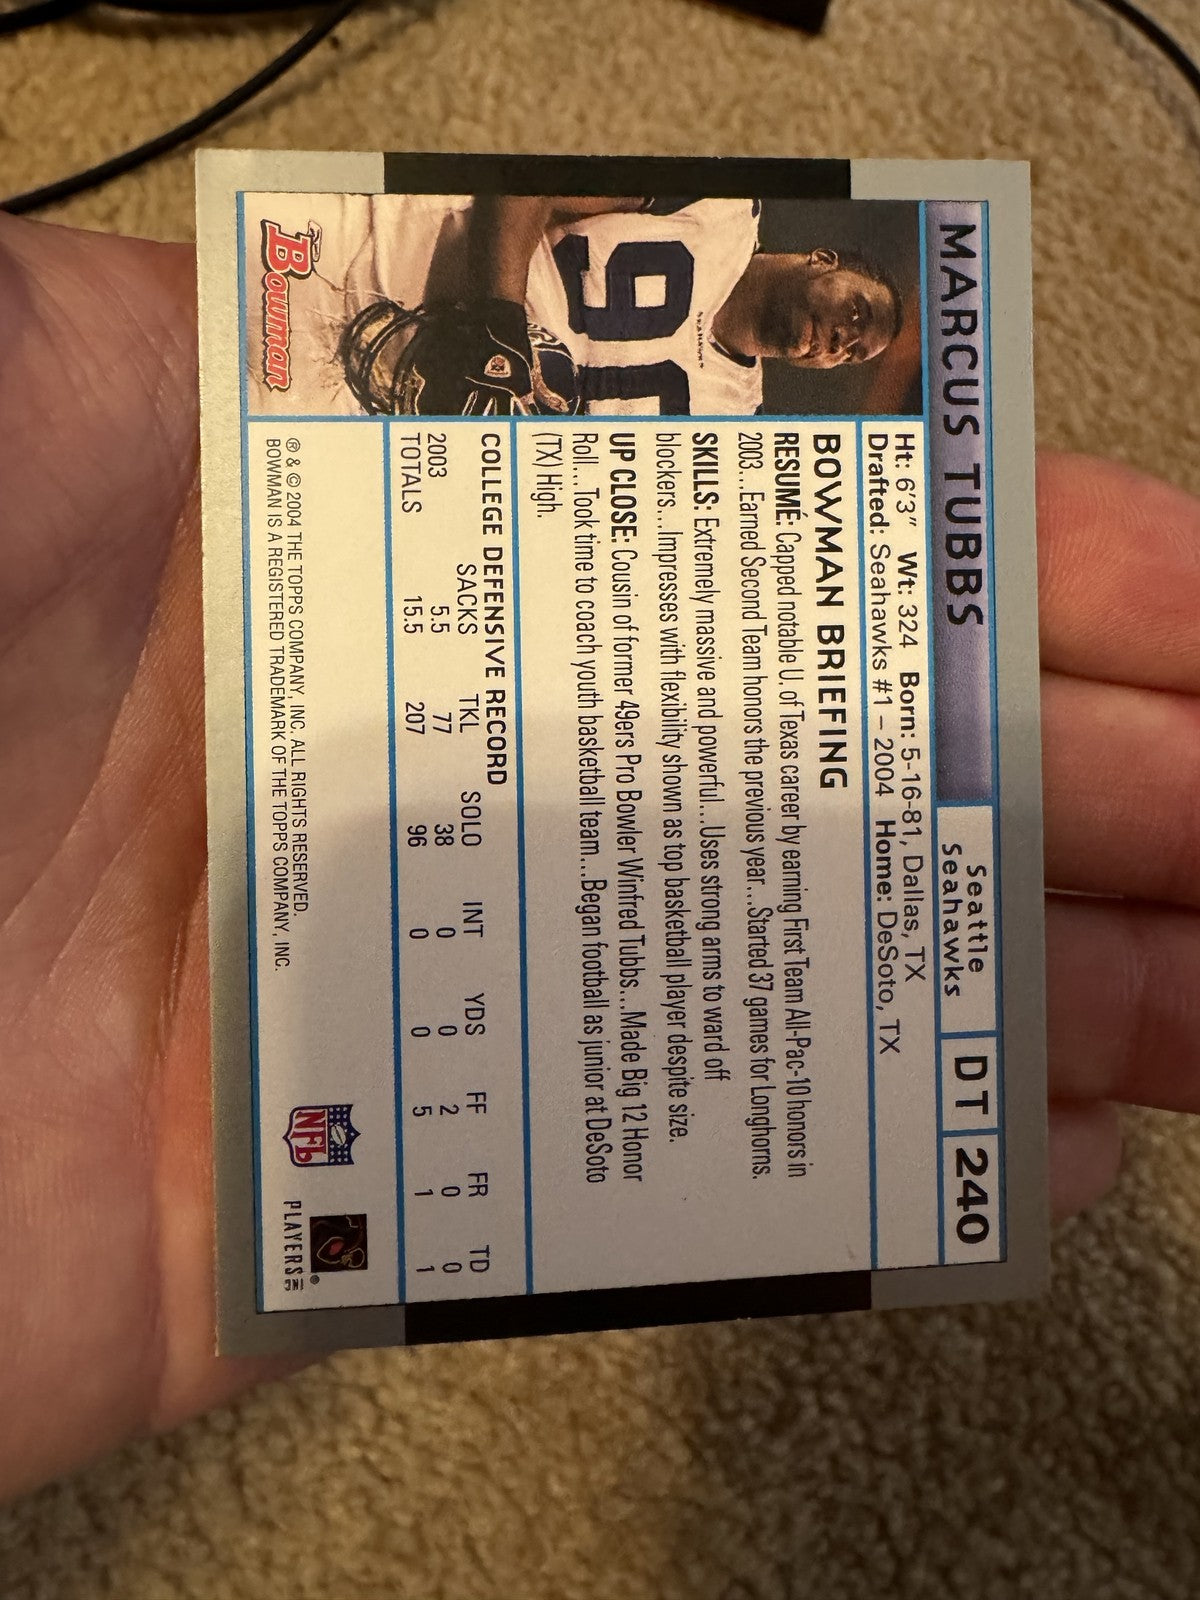 MARCUS TUBBS
Seattle
Seahawks
DT
240
Ht: 6'3" Wt: 324 Born: 5-16-81, Dallas, TX
Drafted: Seahawks #1 – 2004 Home: DeSoto, TX
BOWMAN BRIEFING
RESUMÉ: Capped notable U. of Texas career by earning First Team All-Pac-10 honors in
2003...Earned Second Team honors the previous year...Started 37 games for Longhorns.
SKILLS: Extremely massive and powerful...Uses strong arms to ward off
blockers...Impresses with flexibility shown as top basketball player despite size.
UP CLOSE: Cousin of former 49ers Pro Bowler Winfred Tubbs...Made Big 12 Honor
Roll...Took time to coach youth basketball team...Began football as junior at DeSoto
(TX) High.
COLLEGE DEFENSIVE RECORD
SACKS TKL SOLO INT YDS FF FR TD
2003 5.5 77 38 0 0 2 0 0
TOTALS 15.5 207 96 0 0 5 1 1
® & © 2004 THE TOPPS COMPANY, INC. ALL RIGHTS RESERVED.
BOWMAN IS A REGISTERED TRADEMARK OF THE TOPPS COMPANY, INC.
SEAHAWKS
90
Bowman
NFL
PLAYERS INC
®